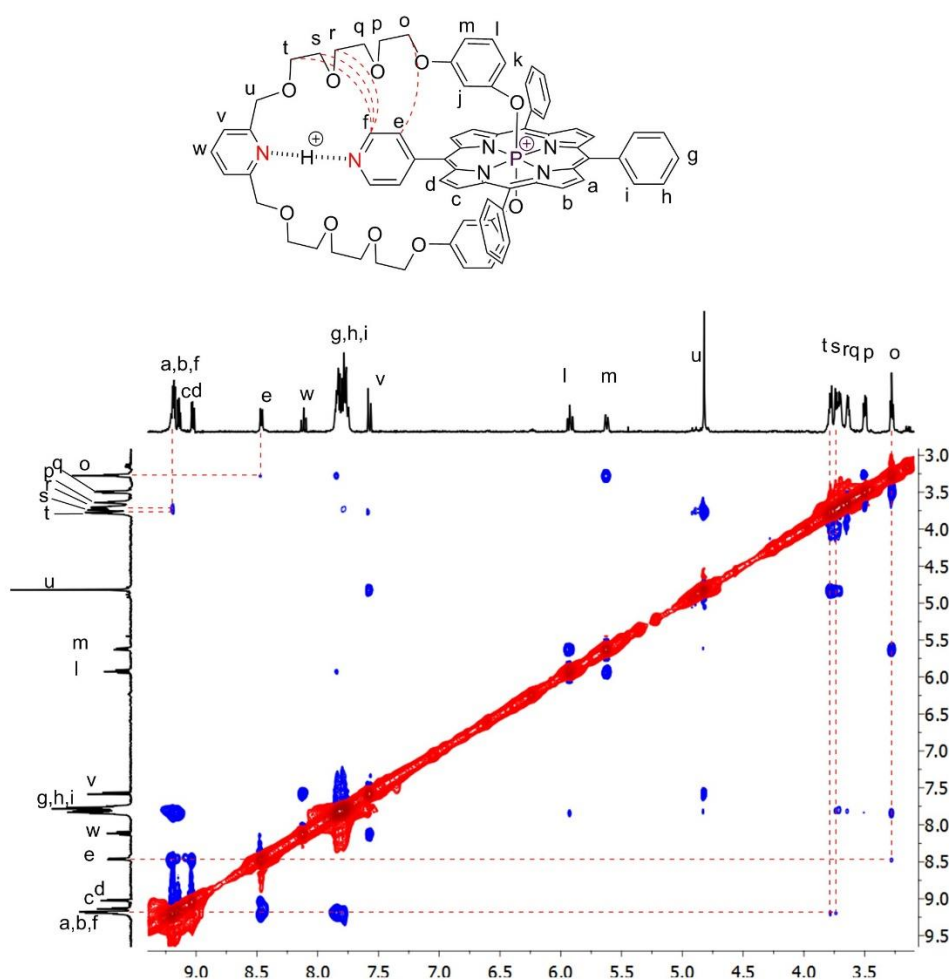 o
m
l
q
p
r
s
t
k
O
O
O
O
j
O
u
⊕
f
e
v
w
N
H
N
N
N
P⊕
N
N
g
d
c
a
b
i
h
O
O
O
O
O
g,h,i
a,b,f
cd
e
w
v
l
m
u
t
s
r
q
p
o
q
o
p
r
s
t
u
m
l
v
g,h,i
w
e
d
c
a,b,f
3.0
3.5
4.0
4.5
5.0
5.5
6.0
6.5
7.0
7.5
8.0
8.5
9.0
9.5
9.0 8.5 8.0 7.5 7.0 6.5 6.0 5.5 5.0 4.5 4.0 3.5